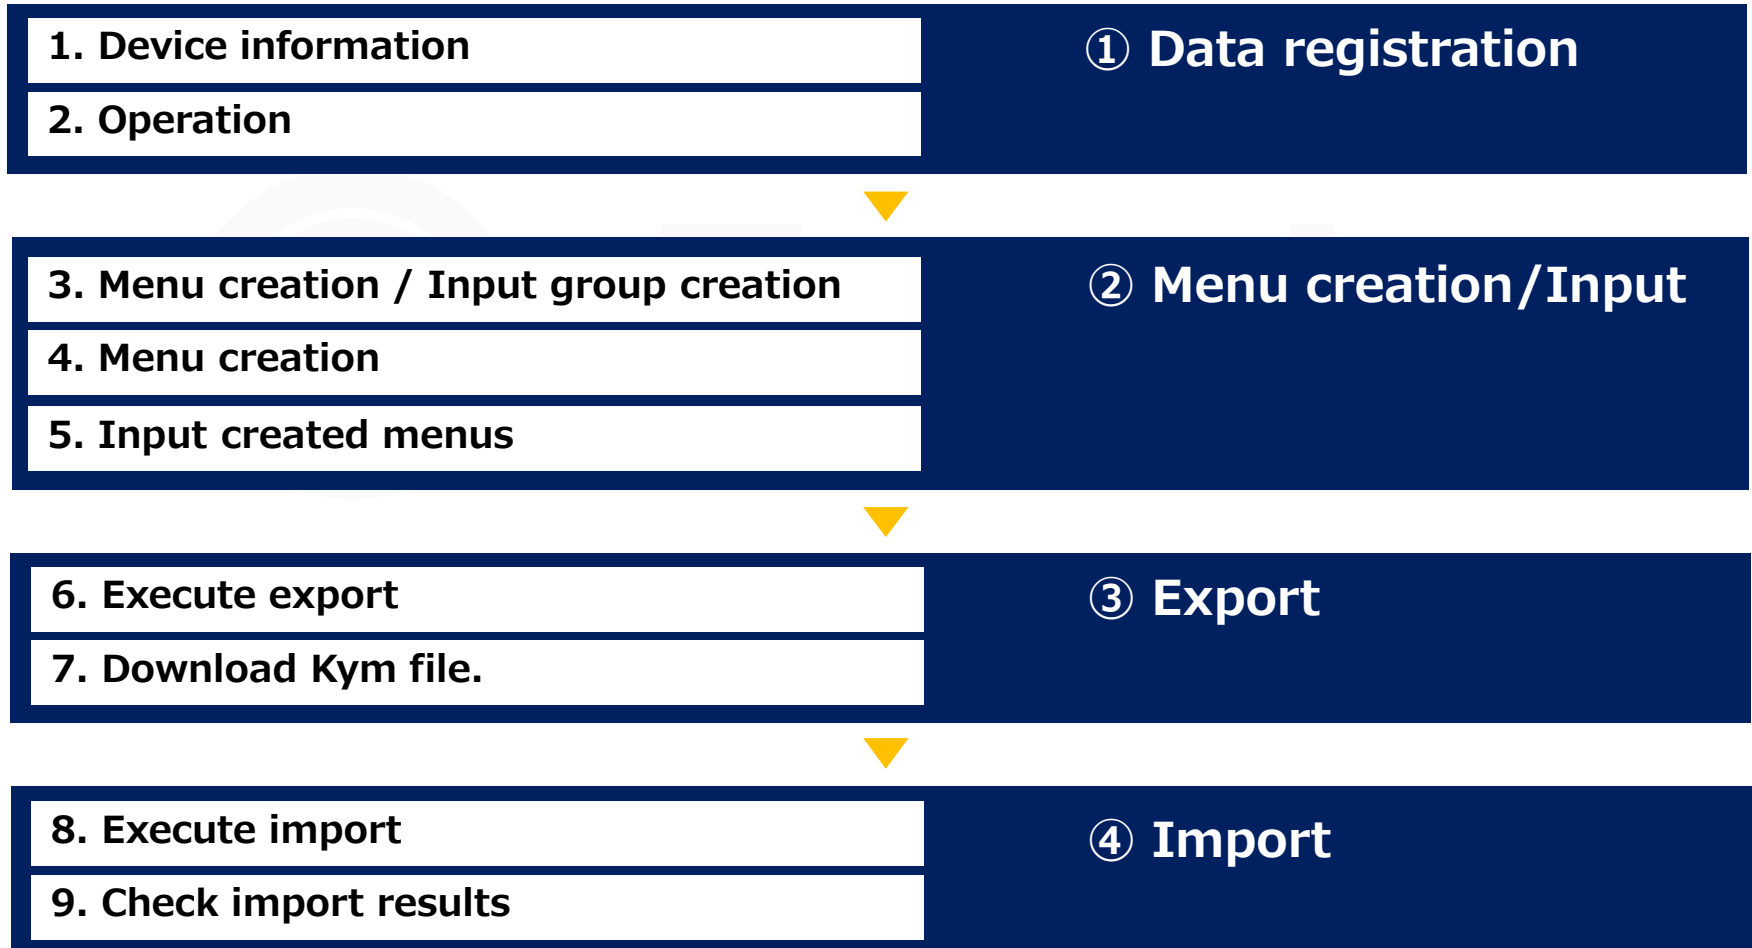 1. Device information
① Data registration
2. Operation
3. Menu creation / Input group creation
② Menu creation/Input
4. Menu creation
5. Input created menus
6. Execute export
③ Export
7. Download Kym file.
8. Execute import
④ Import
9. Check import results